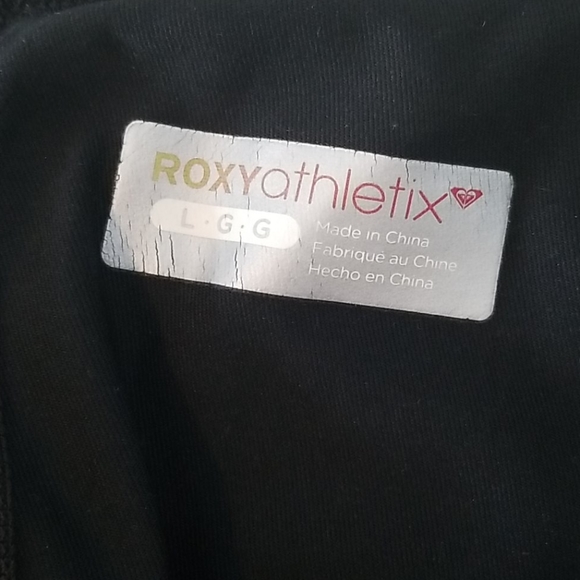 ROXYathletix
L · G · G
Made in China
Fabriqué au Chine
Hecho en China